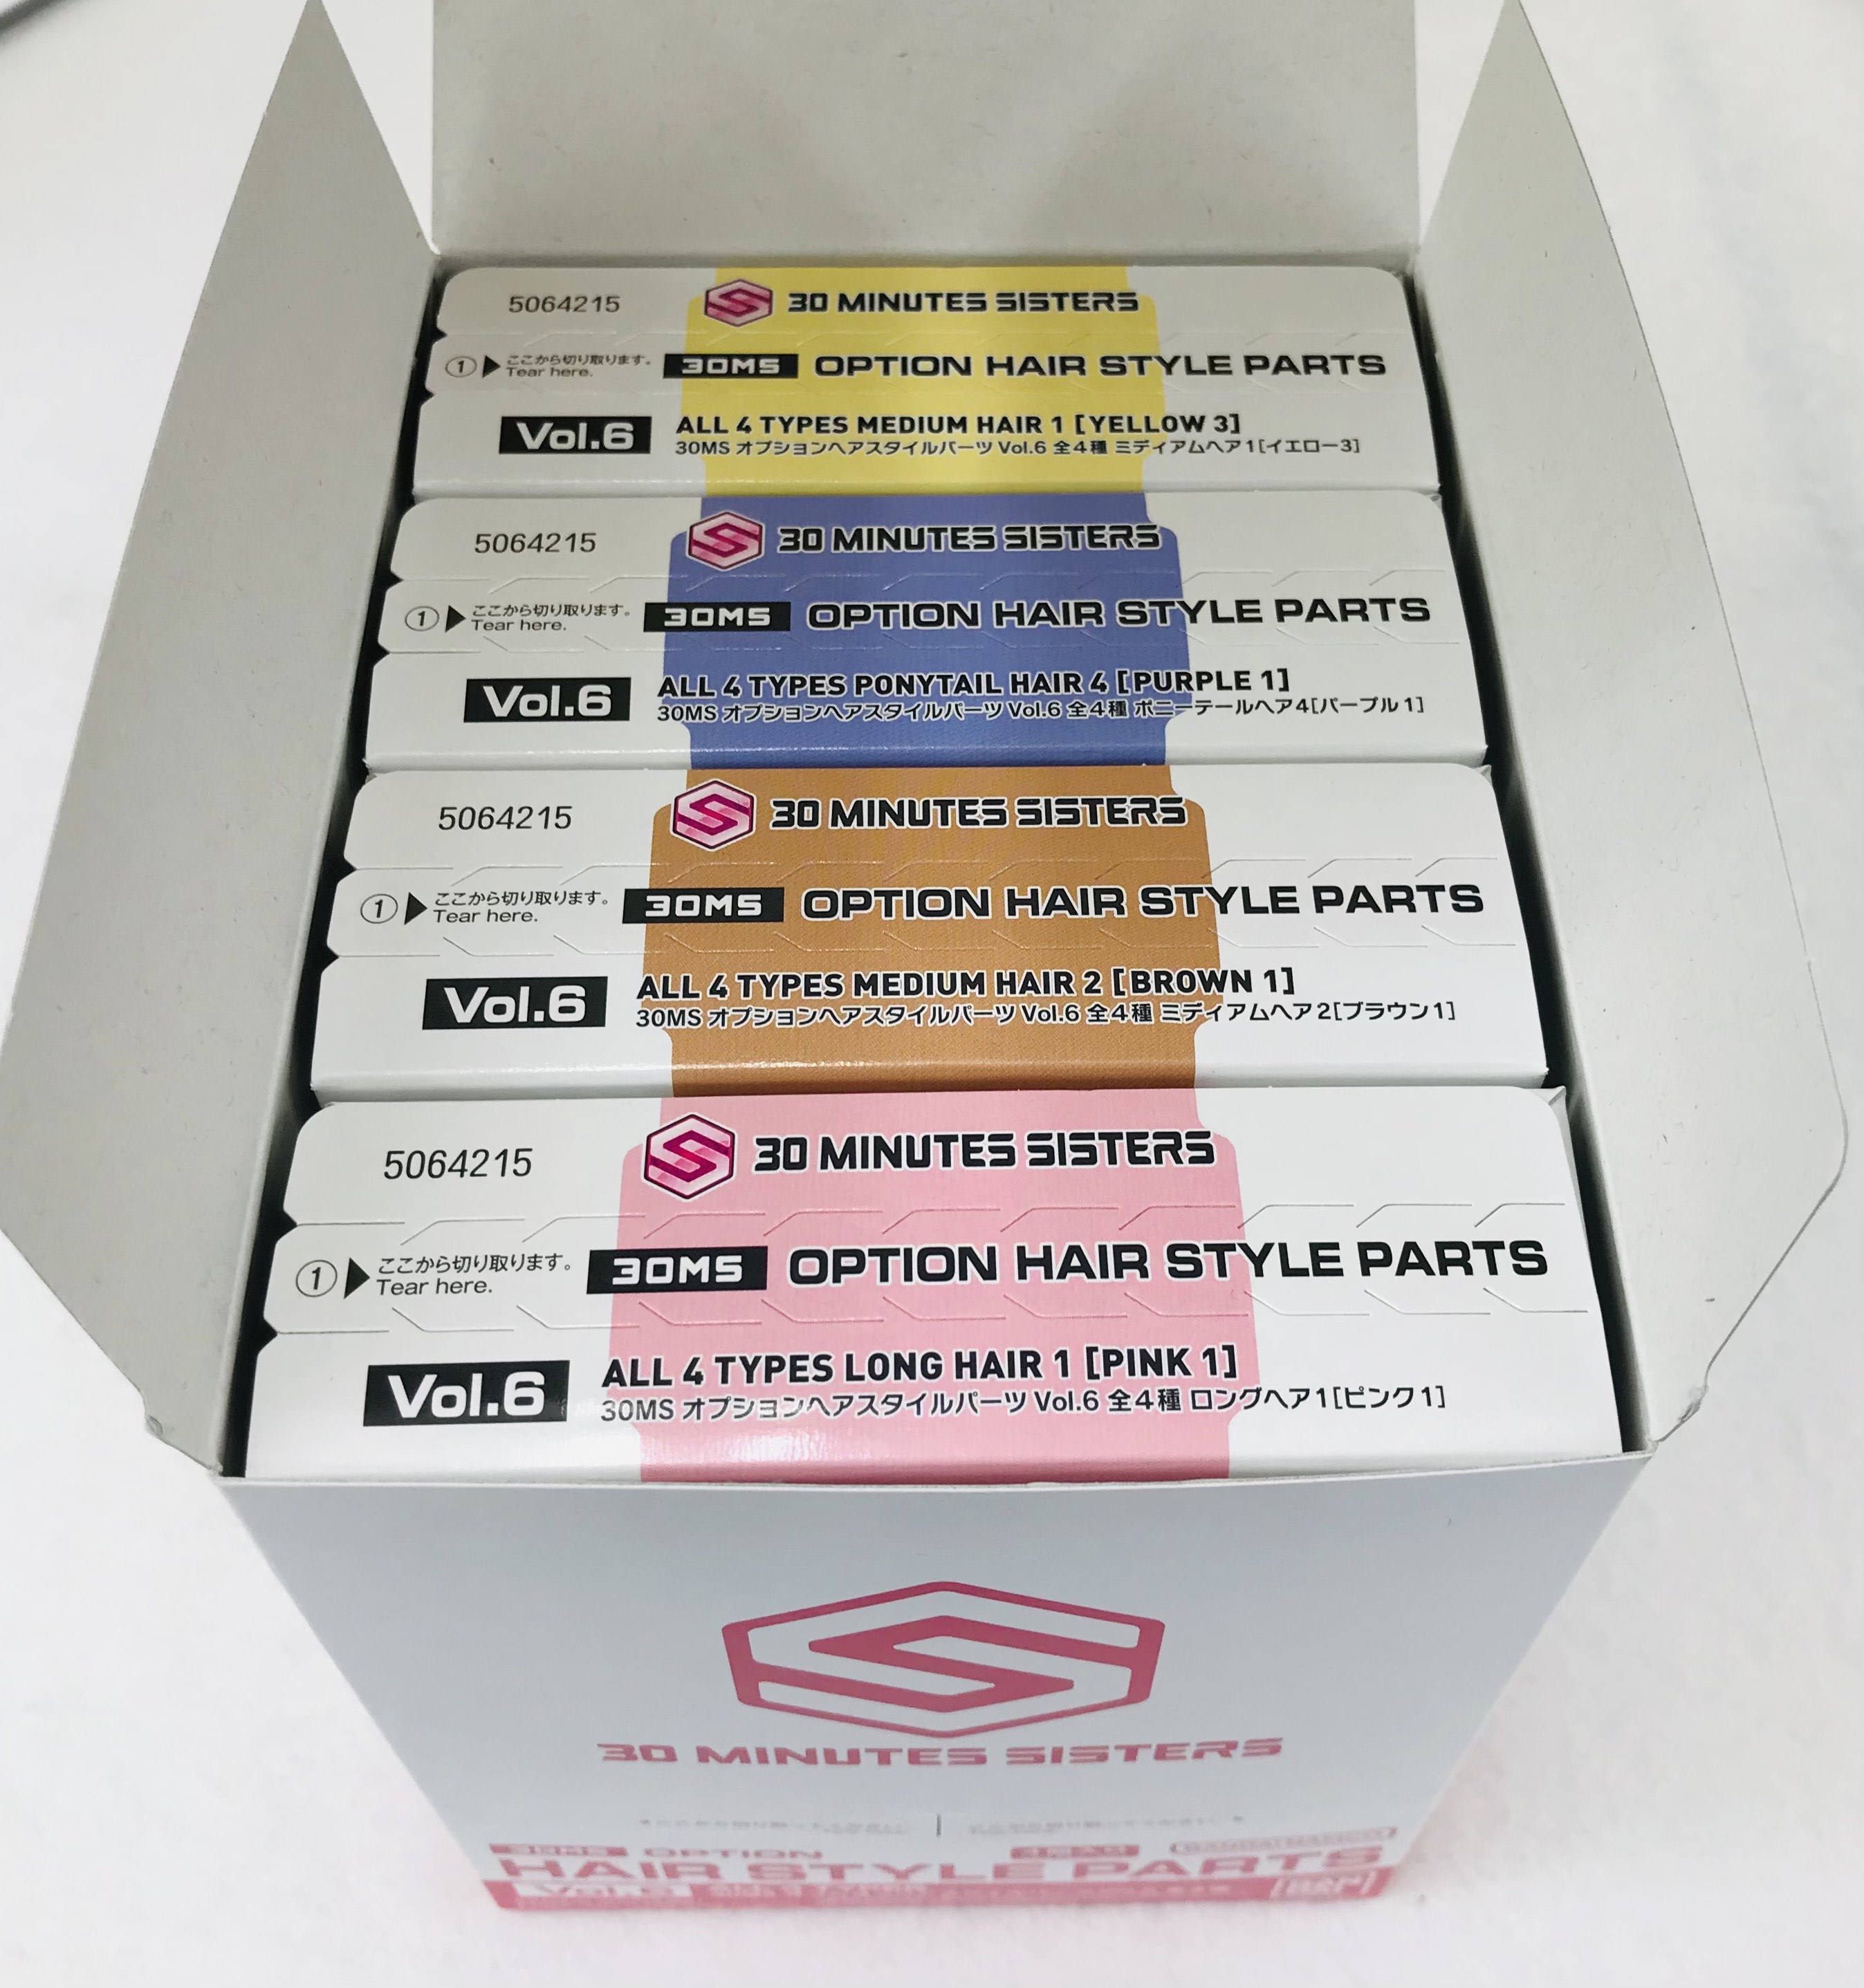 5064215
30 MINUTES SISTERS
① ▶ ここから切り取ります。
Tear here.
30MS OPTION HAIR STYLE PARTS
Vol.6 ALL 4 TYPES MEDIUM HAIR 1 [YELLOW 3]
30MS オプションヘアスタイルパーツ Vol.6 全4種 ミディアムヘア1[イエロー3]
5064215
30 MINUTES SISTERS
① ▶ ここから切り取ります。
Tear here.
30MS OPTION HAIR STYLE PARTS
Vol.6 ALL 4 TYPES PONYTAIL HAIR 4 [PURPLE 1]
30MS オプションヘアスタイルパーツ Vol.6 全4種 ポニーテールヘア4[パープル1]
5064215
30 MINUTES SISTERS
① ▶ ここから切り取ります。
Tear here.
30MS OPTION HAIR STYLE PARTS
Vol.6 ALL 4 TYPES MEDIUM HAIR 2 [BROWN 1]
30MS オプションヘアスタイルパーツ Vol.6 全4種 ミディアムヘア2[ブラウン1]
5064215
30 MINUTES SISTERS
① ▶ ここから切り取ります。
Tear here.
30MS OPTION HAIR STYLE PARTS
Vol.6 ALL 4 TYPES LONG HAIR 1 [PINK 1]
30MS オプションヘアスタイルパーツ Vol.6 全4種 ロングヘア1[ピンク1]
30 MINUTES SISTERS
30MS OPTION
HAIR STYLE PARTS
Vol.6